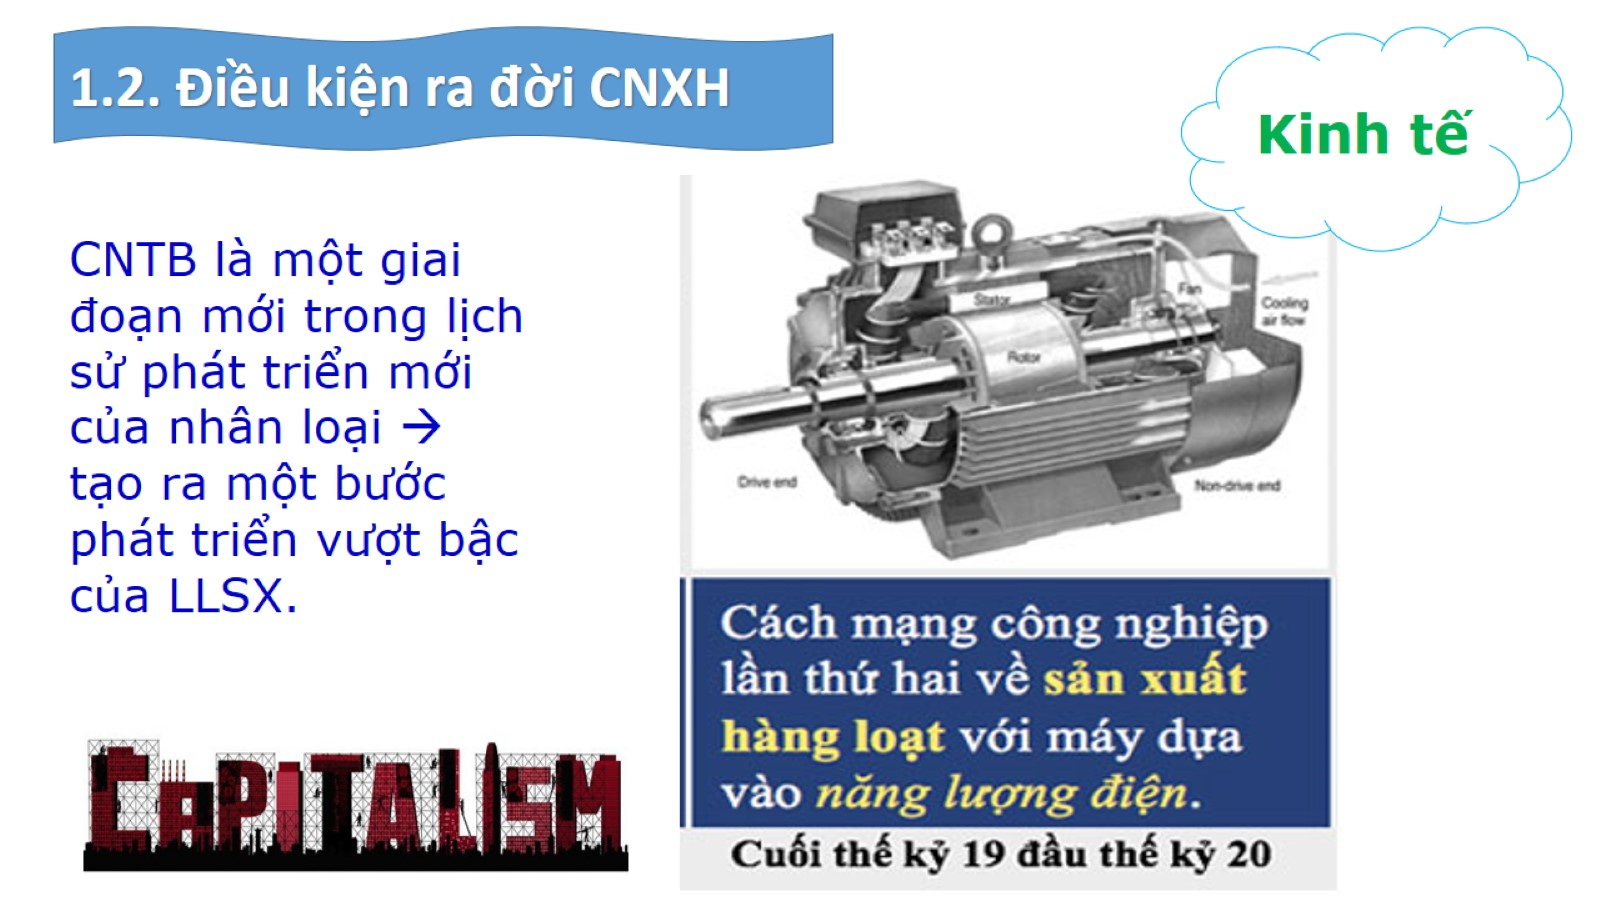 1.2. Điều kiện ra đời CNXH
Kinh tế
CNTB là một giai
đoạn mới trong lịch
sử phát triển mới
của nhân loại →
tạo ra một bước
phát triển vượt bậc
của LLSX.
CAPITALISM
Stator
Fan
Cooling
air flow
Rotor
Drive end
Non-drive end
Cách mạng công nghiệp
lần thứ hai về sản xuất
hàng loạt với máy dựa
vào năng lượng điện.
Cuối thế kỷ 19 đầu thế kỷ 20